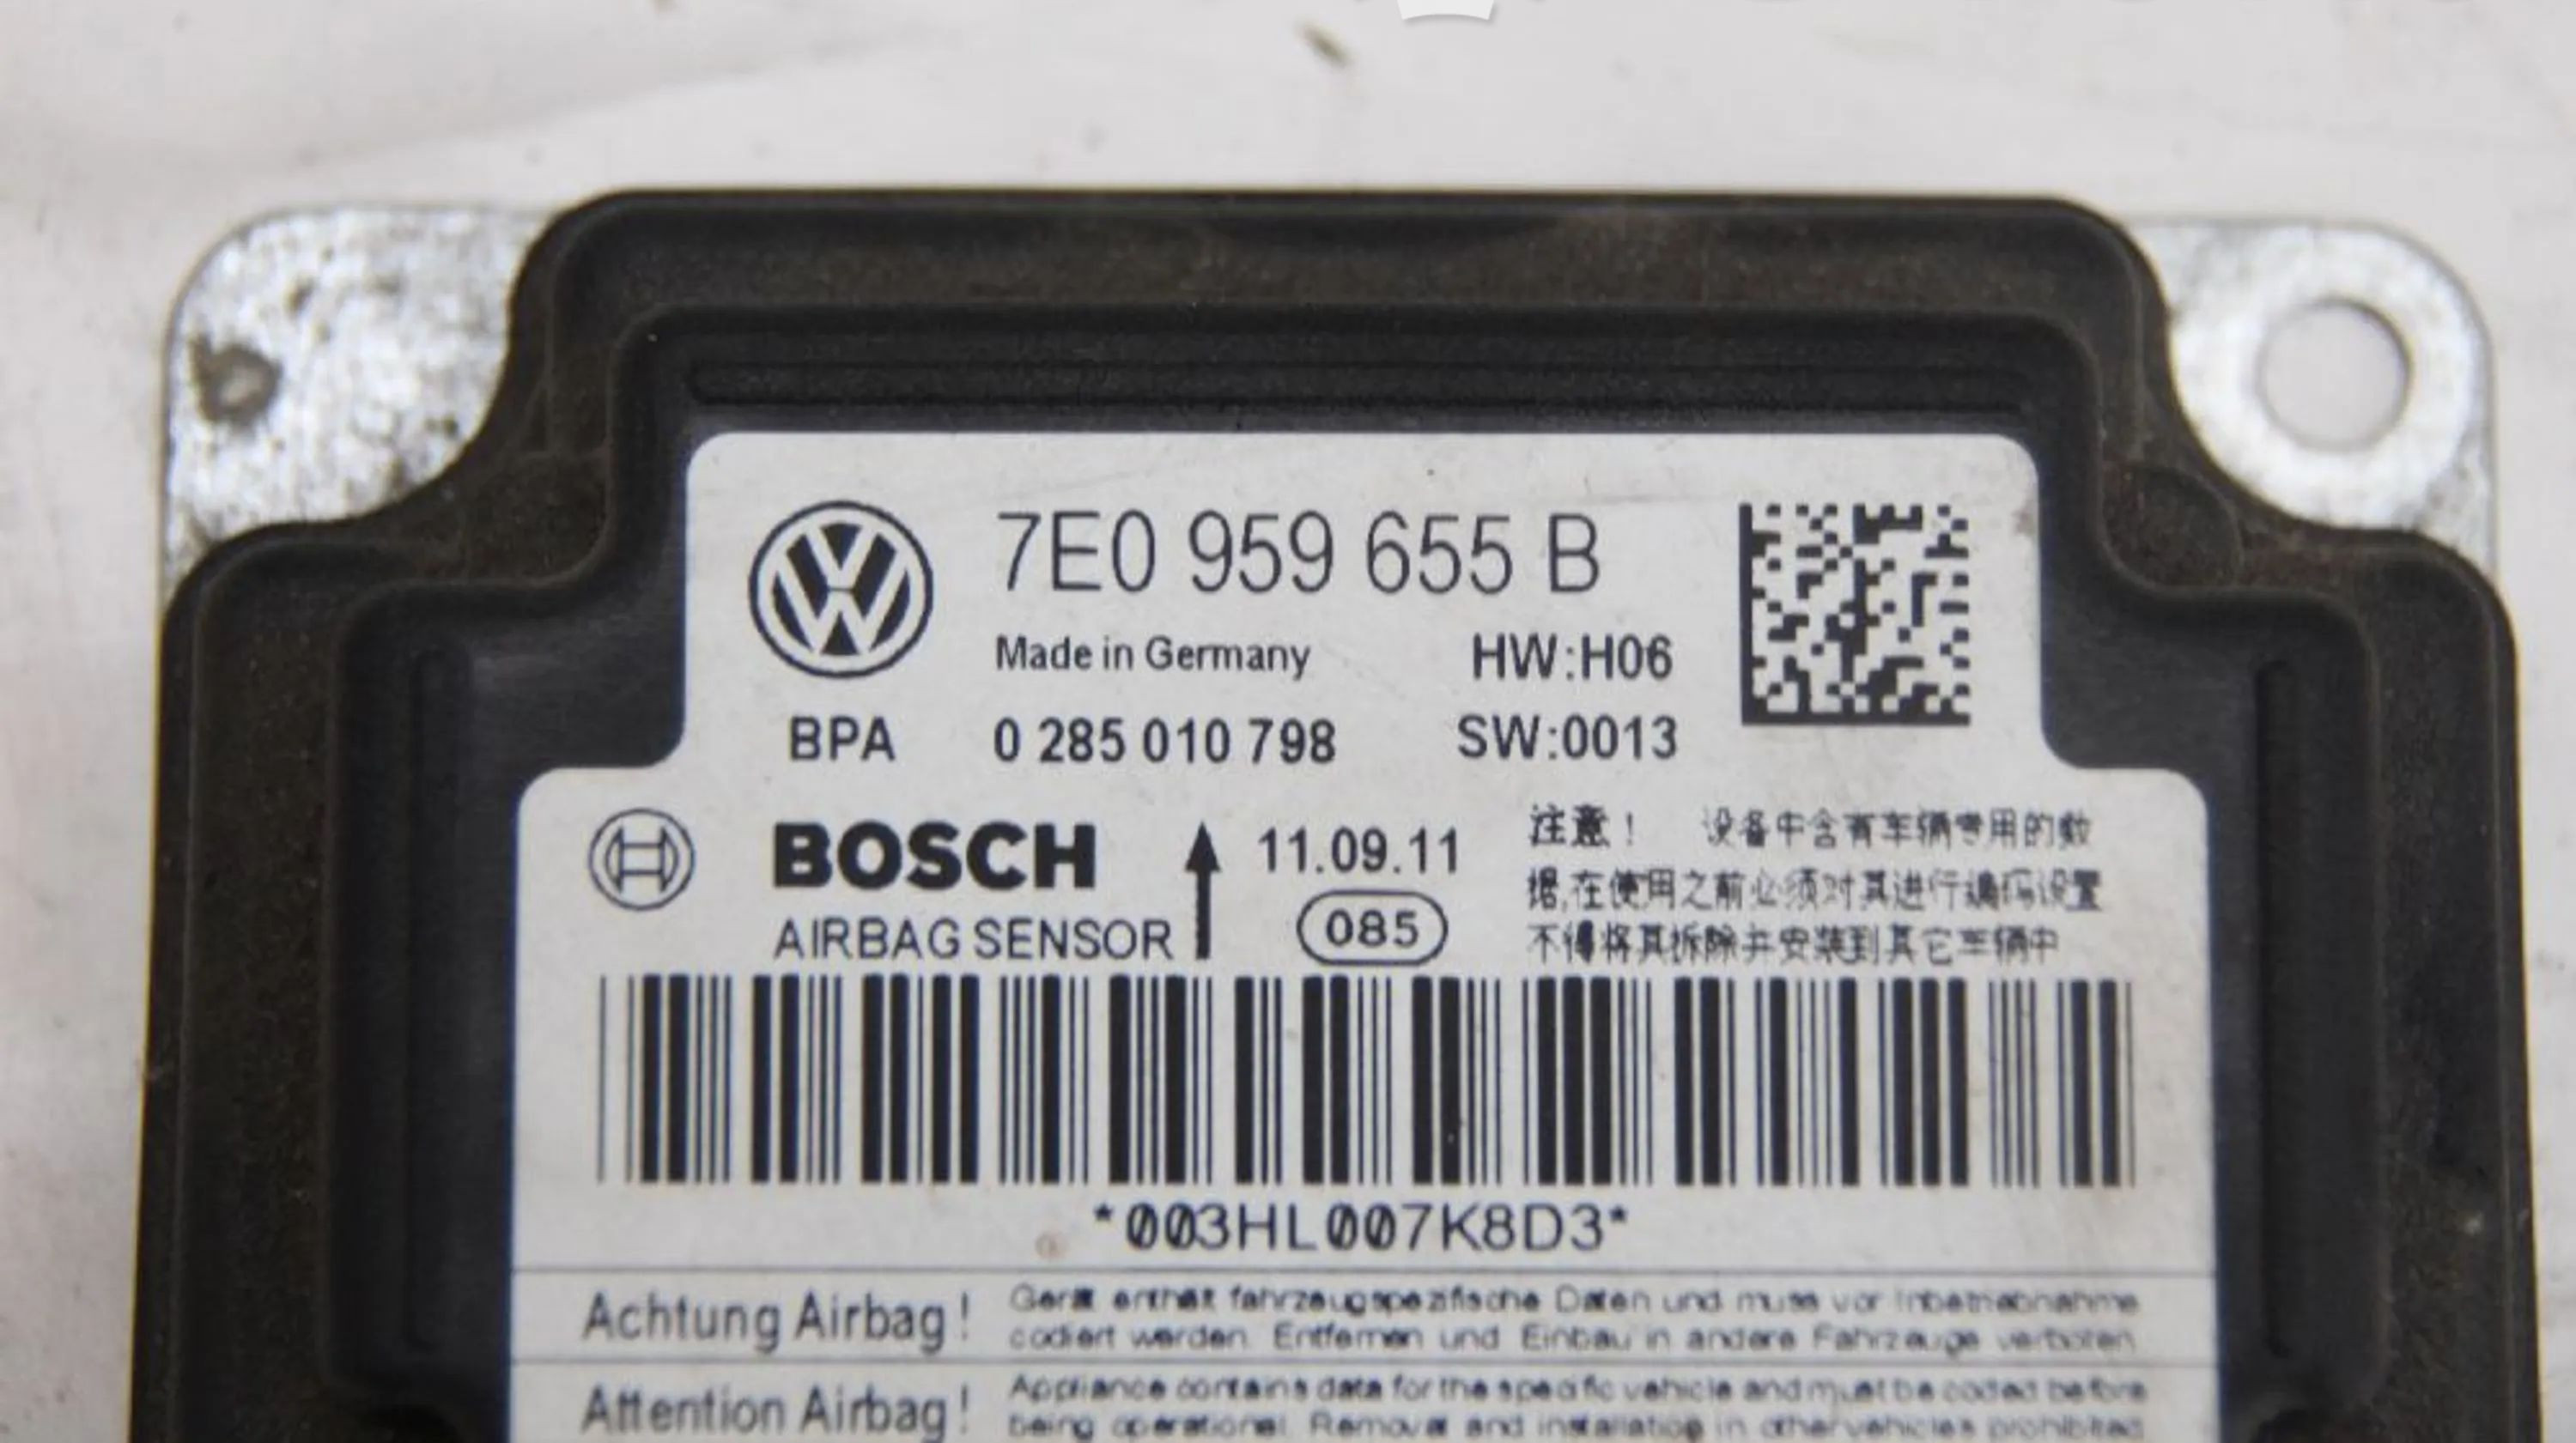 7E0 959 655 B
Made in Germany HW:H06
BPA 0 285 010 798 SW:0013
BOSCH 11.09.11
AIRBAG SENSOR 085
注意！ 设备中含有车辆专用的数
据,在使用之前必须对其进行编码设置
不得将其拆除并安装到其它车辆中
*003HL007K8D3*
Achtung Airbag! Gerät enthält fahrzeugspezifische Daten und muss vor Inbetriebnahme
codiert werden. Entfernen und Einbau in andere Fahrzeuge verboten.
Attention Airbag! Appliance contains data for the specific vehicle and must be coded before
being operational. Removal and installation in other vehicles prohibited.